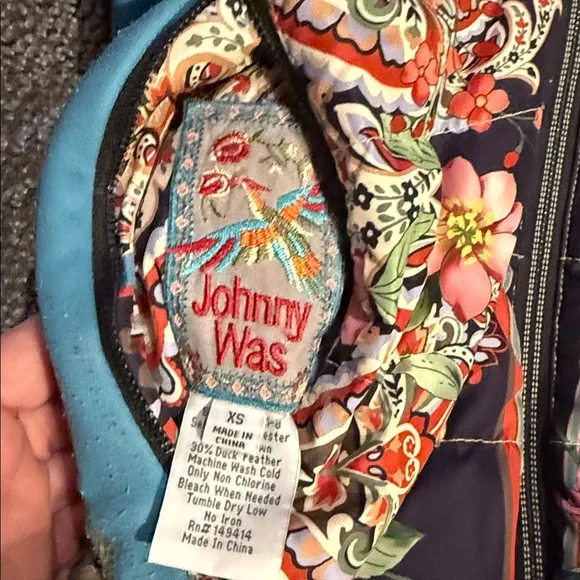 Johnny
Was
XS
MADE IN
CHINA
30% Duck Feather
Machine Wash Cold
Only Non Chlorine
Bleach When Needed
Tumble Dry Low
No Iron
Rn# 149414
Made In China